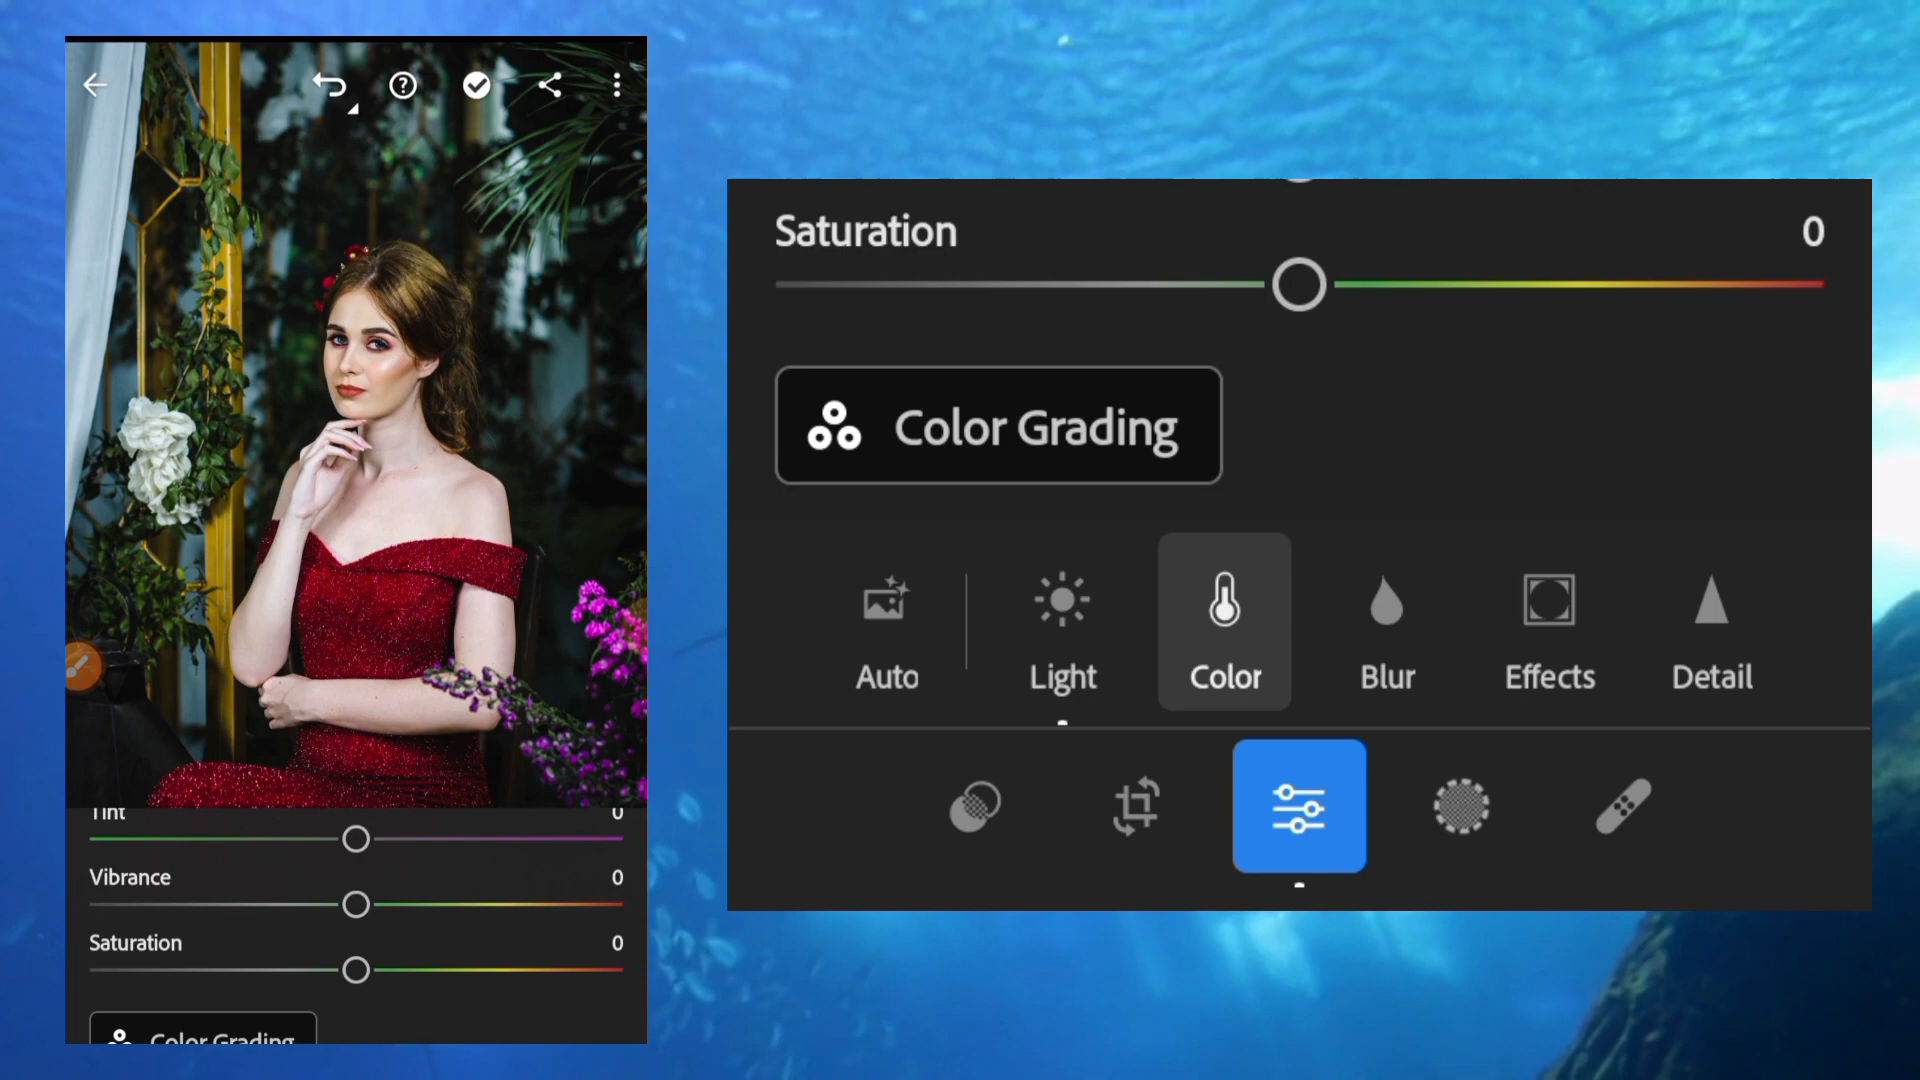 Tint 0
Vibrance 0
Saturation 0
Color Grading
Saturation 0
Color Grading
Auto Light Color Blur Effects Detail